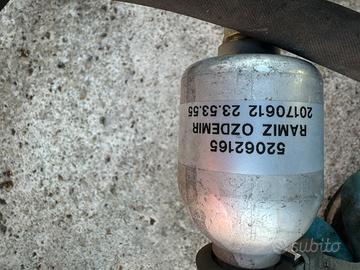 52062165
RAMIZ OZDEMIR
20170612 23.53.55
subito